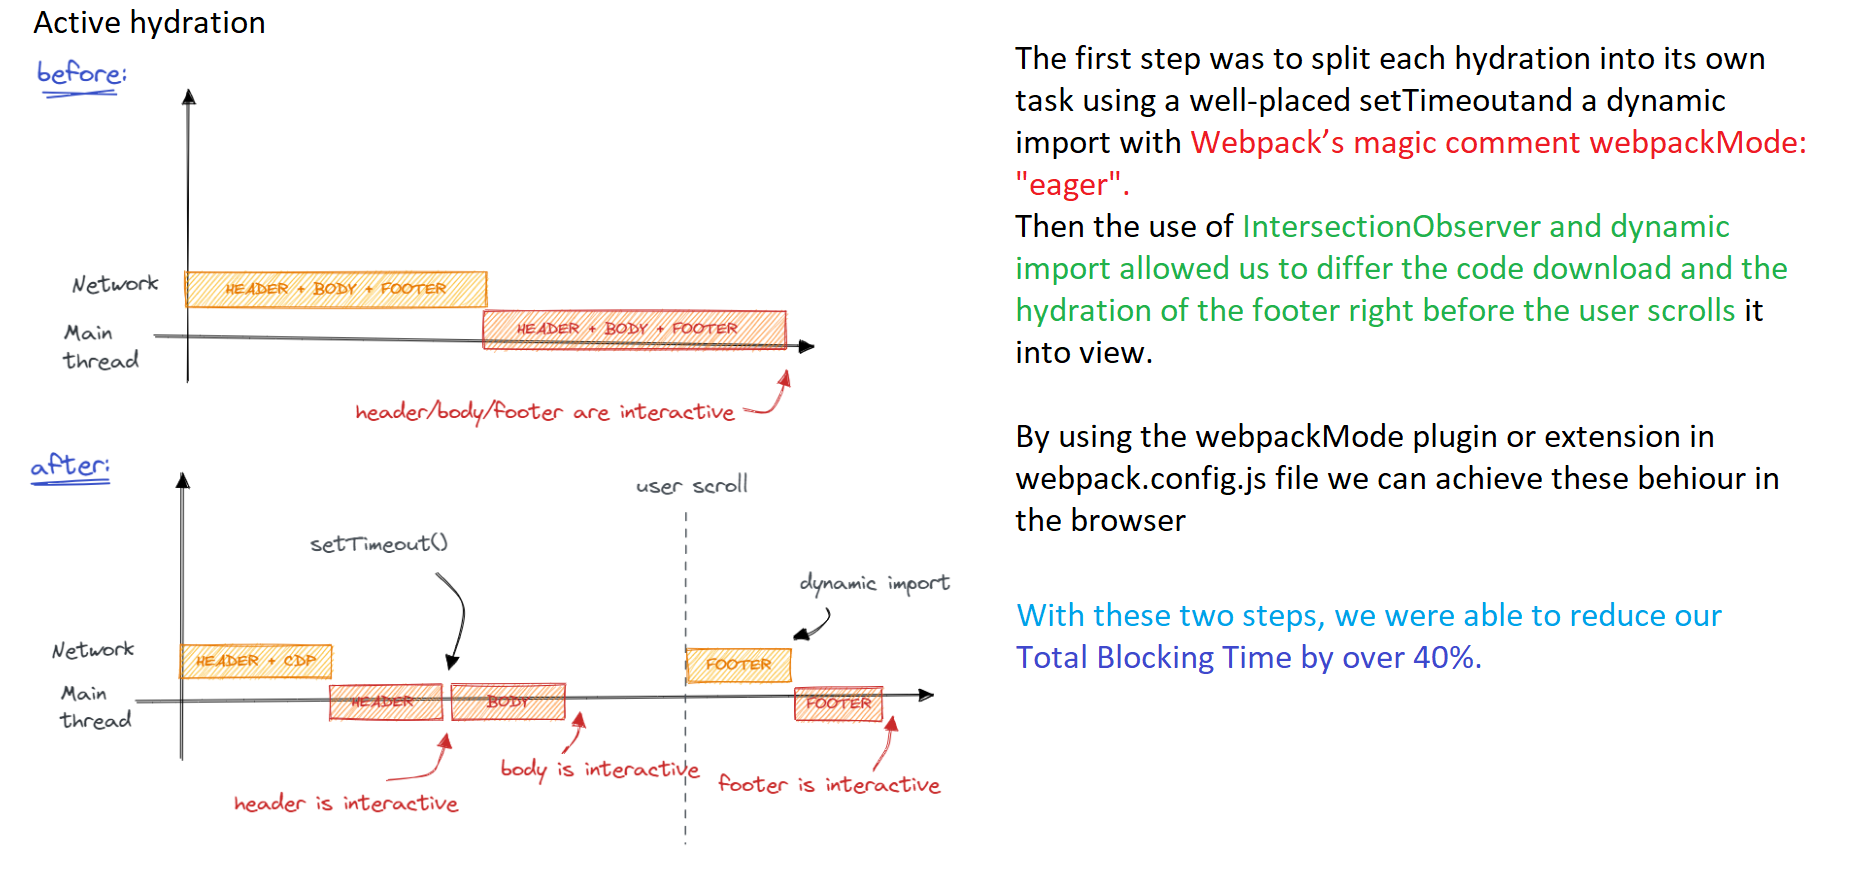 Active hydration
before:
Network
HEADER + BODY + FOOTER
Main
thread
HEADER + BODY + FOOTER
header/body/footer are interactive
after:
user scroll
setTimeout()
dynamic import
Network
HEADER + CDP
FOOTER
Main
thread
HEADER
BODY
FOOTER
body is interactive
footer is interactive
header is interactive
The first step was to split each hydration into its own
task using a well-placed setTimeoutand a dynamic
import with Webpack’s magic comment webpackMode:
"eager".
Then the use of IntersectionObserver and dynamic
import allowed us to differ the code download and the
hydration of the footer right before the user scrolls it
into view.
By using the webpackMode plugin or extension in
webpack.config.js file we can achieve these behiour in
the browser
With these two steps, we were able to reduce our
Total Blocking Time by over 40%.